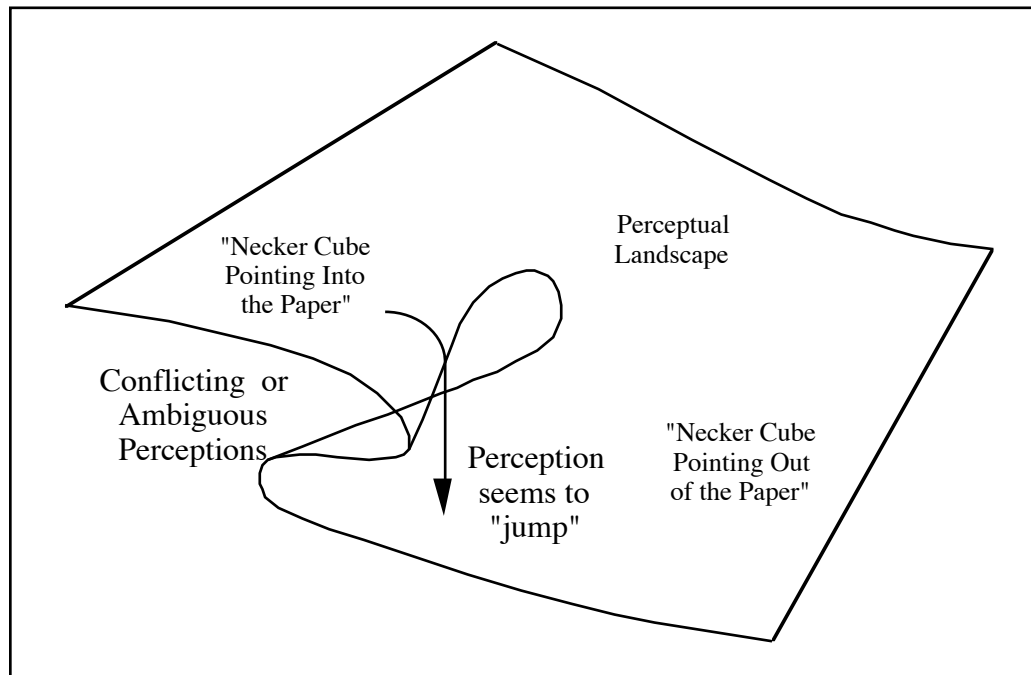 Perceptual
Landscape
"Necker Cube
Pointing Into
the Paper"
Conflicting or
Ambiguous
Perceptions
"Necker Cube
Pointing Out
of the Paper"
Perception
seems to
"jump"